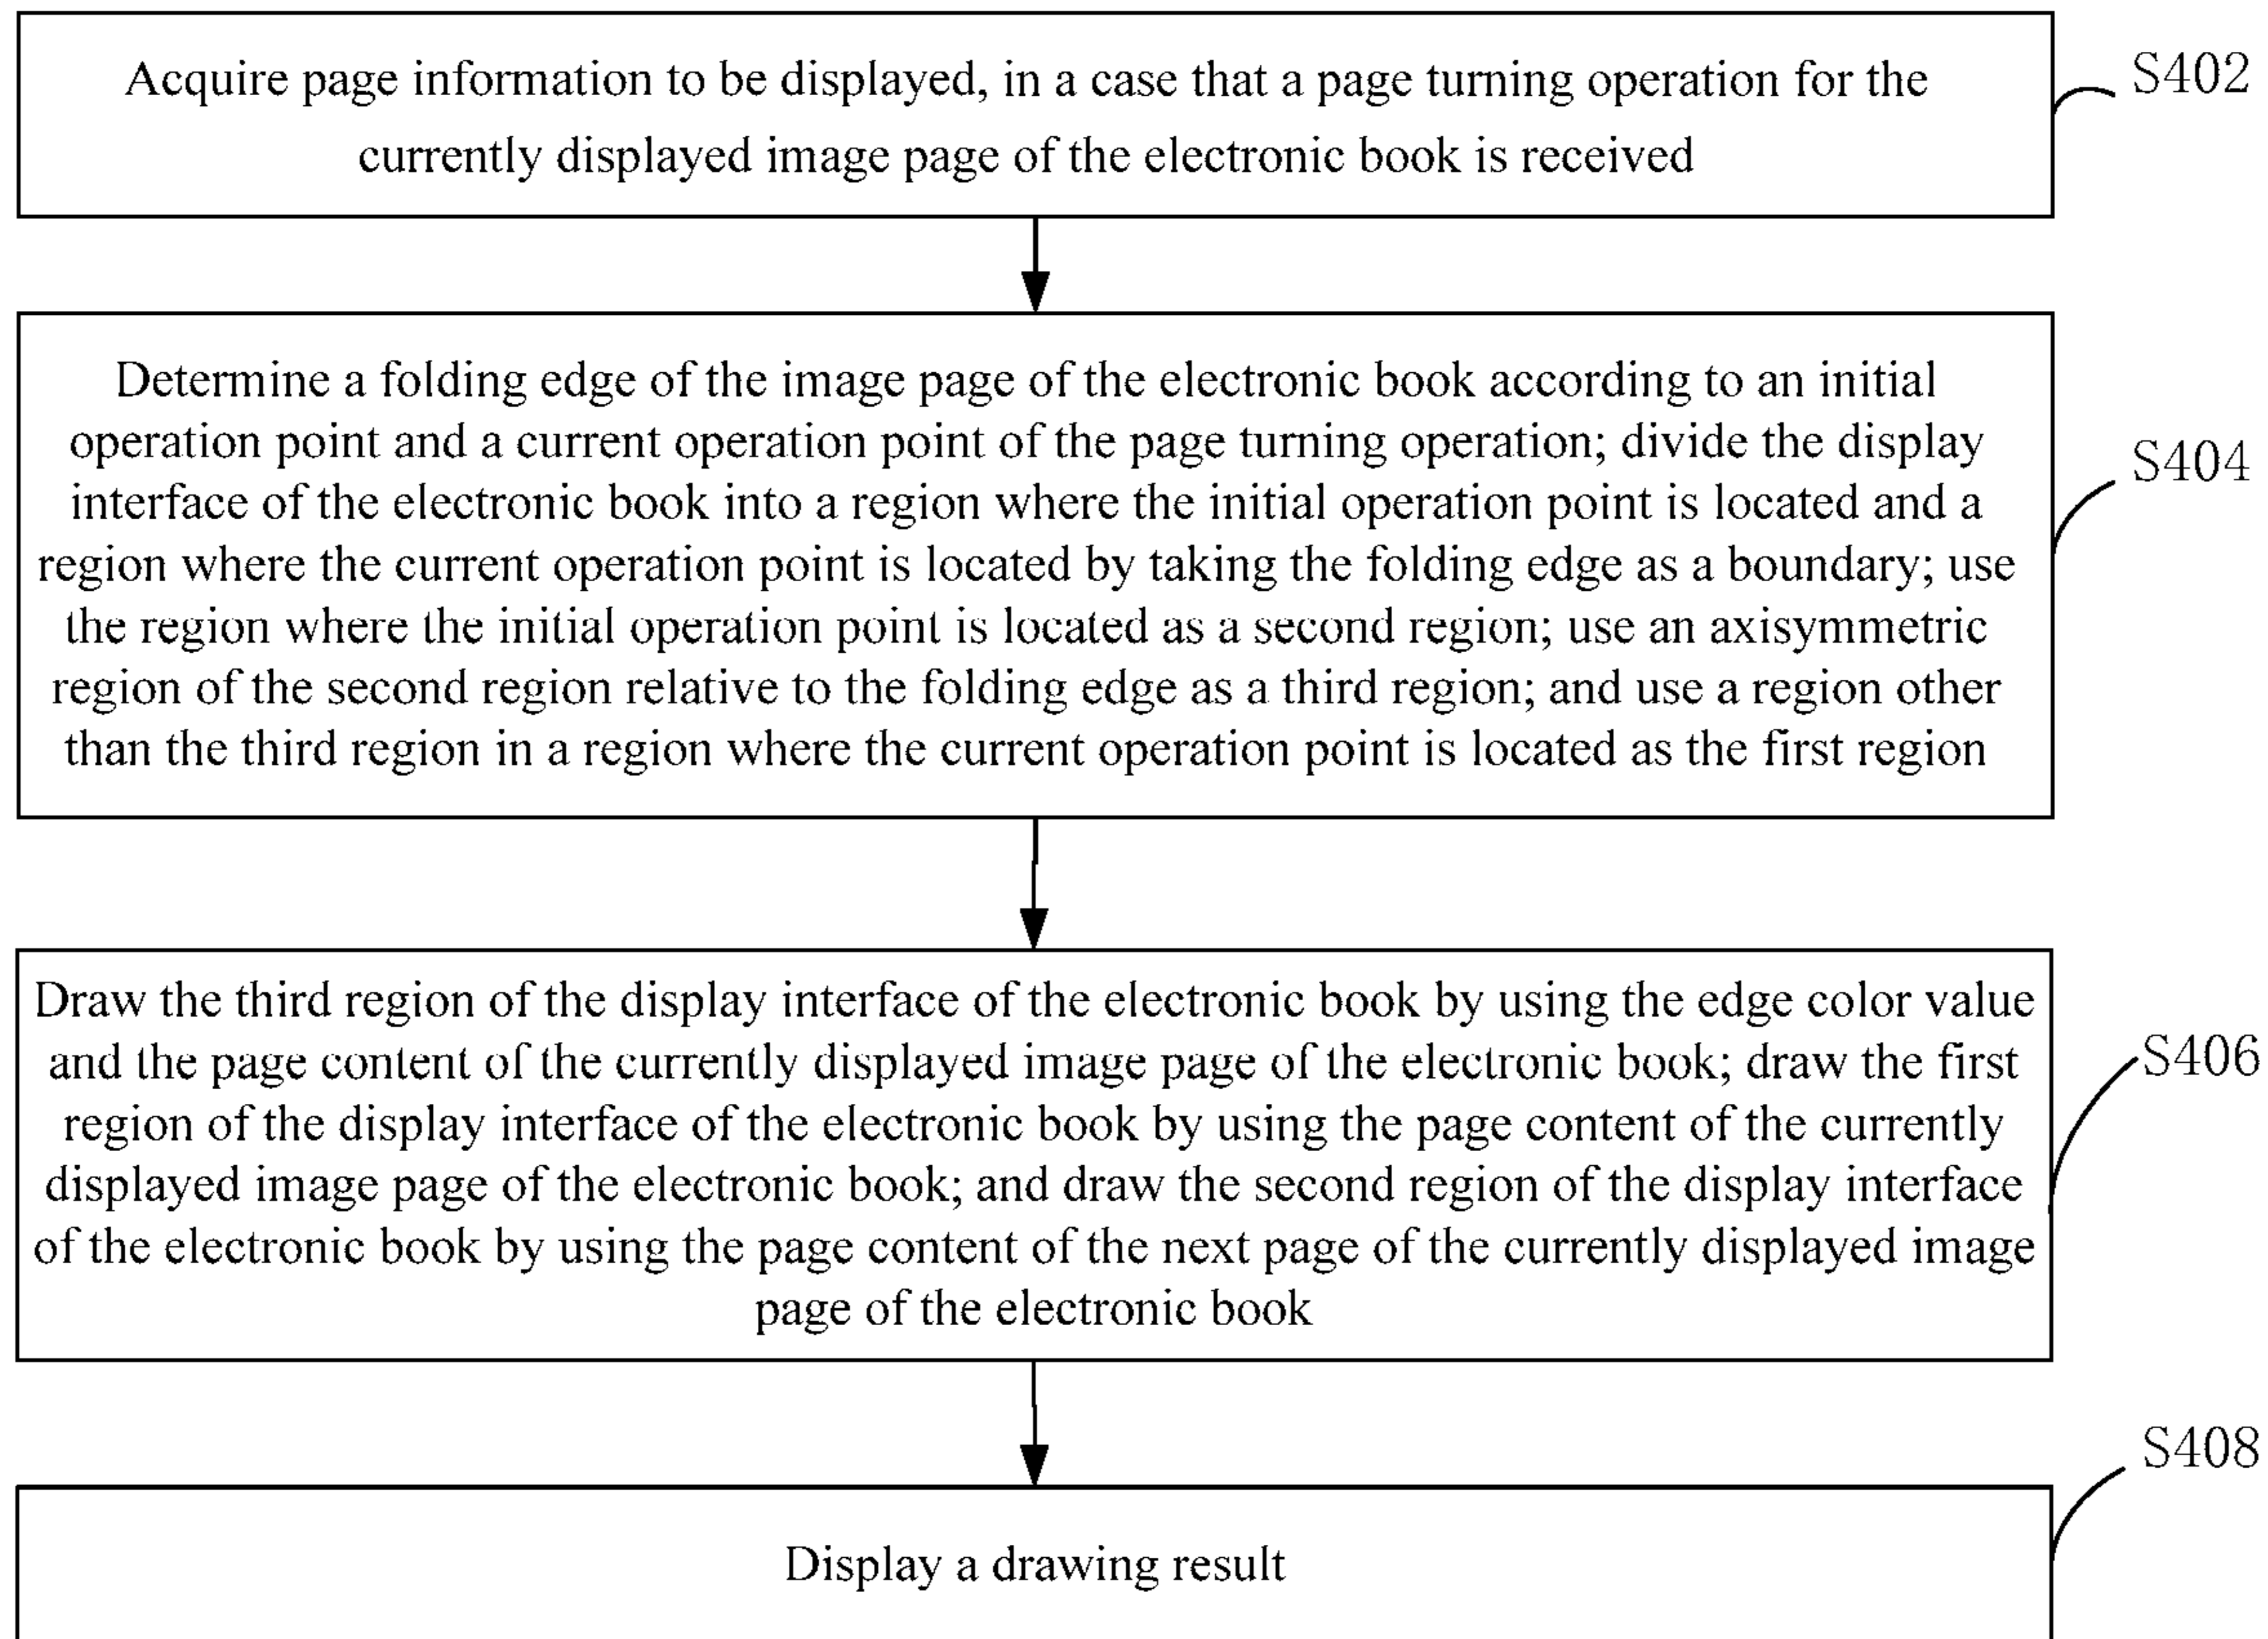 Acquire page information to be displayed, in a case that a page turning operation for the
currently displayed image page of the electronic book is received
S402
Determine a folding edge of the image page of the electronic book according to an initial
operation point and a current operation point of the page turning operation; divide the display
interface of the electronic book into a region where the initial operation point is located and a
region where the current operation point is located by taking the folding edge as a boundary; use
the region where the initial operation point is located as a second region; use an axisymmetric
region of the second region relative to the folding edge as a third region; and use a region other
than the third region in a region where the current operation point is located as the first region
S404
Draw the third region of the display interface of the electronic book by using the edge color value
and the page content of the currently displayed image page of the electronic book; draw the first
region of the display interface of the electronic book by using the page content of the currently
displayed image page of the electronic book; and draw the second region of the display interface
of the electronic book by using the page content of the next page of the currently displayed image
page of the electronic book
S406
Display a drawing result
S408